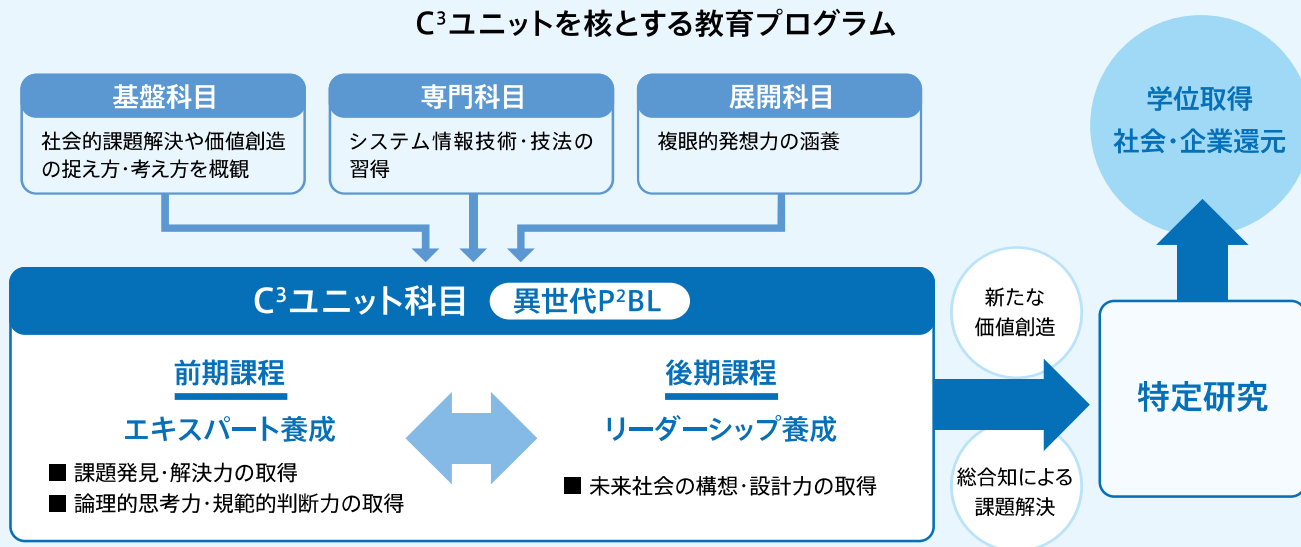 C³ユニットを核とする教育プログラム
基盤科目
社会的課題解決や価値創造
の捉え方・考え方を概観
専門科目
システム情報技術・技法の
習得
展開科目
複眼的発想力の涵養
学位取得
社会・企業還元
C³ユニット科目
異世代P²BL
前期課程
エキスパート養成
■ 課題発見・解決力の取得
■ 論理的思考力・規範的判断力の取得
後期課程
リーダーシップ養成
■ 未来社会の構想・設計力の取得
新たな
価値創造
総合知による
課題解決
特定研究